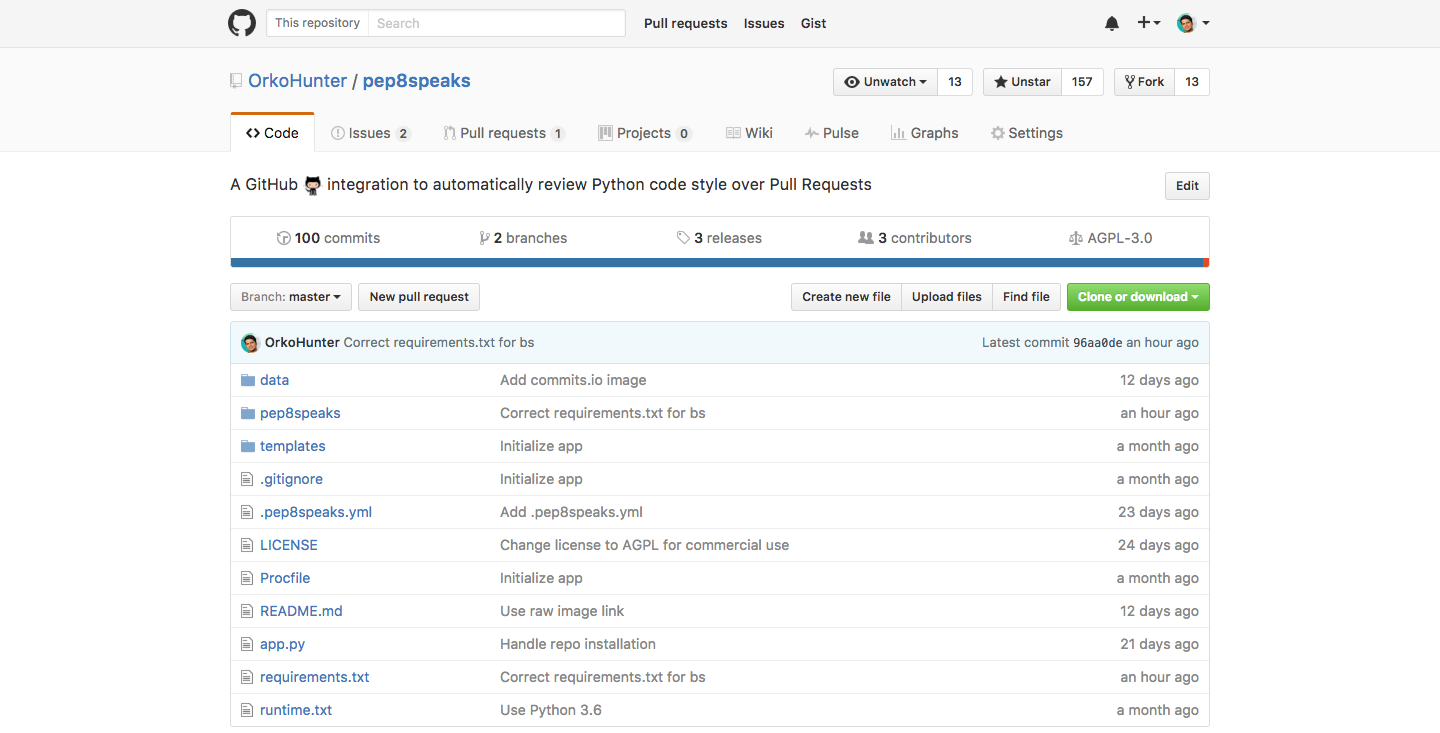 This repository Search Pull requests Issues Gist
OrkoHunter / pep8speaks Unwatch 13 Unstar 157 Fork 13
Code Issues 2 Pull requests 1 Projects 0 Wiki Pulse Graphs Settings
A GitHub integration to automatically review Python code style over Pull Requests Edit
100 commits 2 branches 3 releases 3 contributors AGPL-3.0
Branch: master New pull request Create new file Upload files Find file Clone or download
OrkoHunter Correct requirements.txt for bs Latest commit 96aa0de an hour ago
data Add commits.io image 12 days ago
pep8speaks Correct requirements.txt for bs an hour ago
templates Initialize app a month ago
.gitignore Initialize app a month ago
.pep8speaks.yml Add .pep8speaks.yml 23 days ago
LICENSE Change license to AGPL for commercial use 24 days ago
Procfile Initialize app a month ago
README.md Use raw image link 12 days ago
app.py Handle repo installation 21 days ago
requirements.txt Correct requirements.txt for bs an hour ago
runtime.txt Use Python 3.6 a month ago